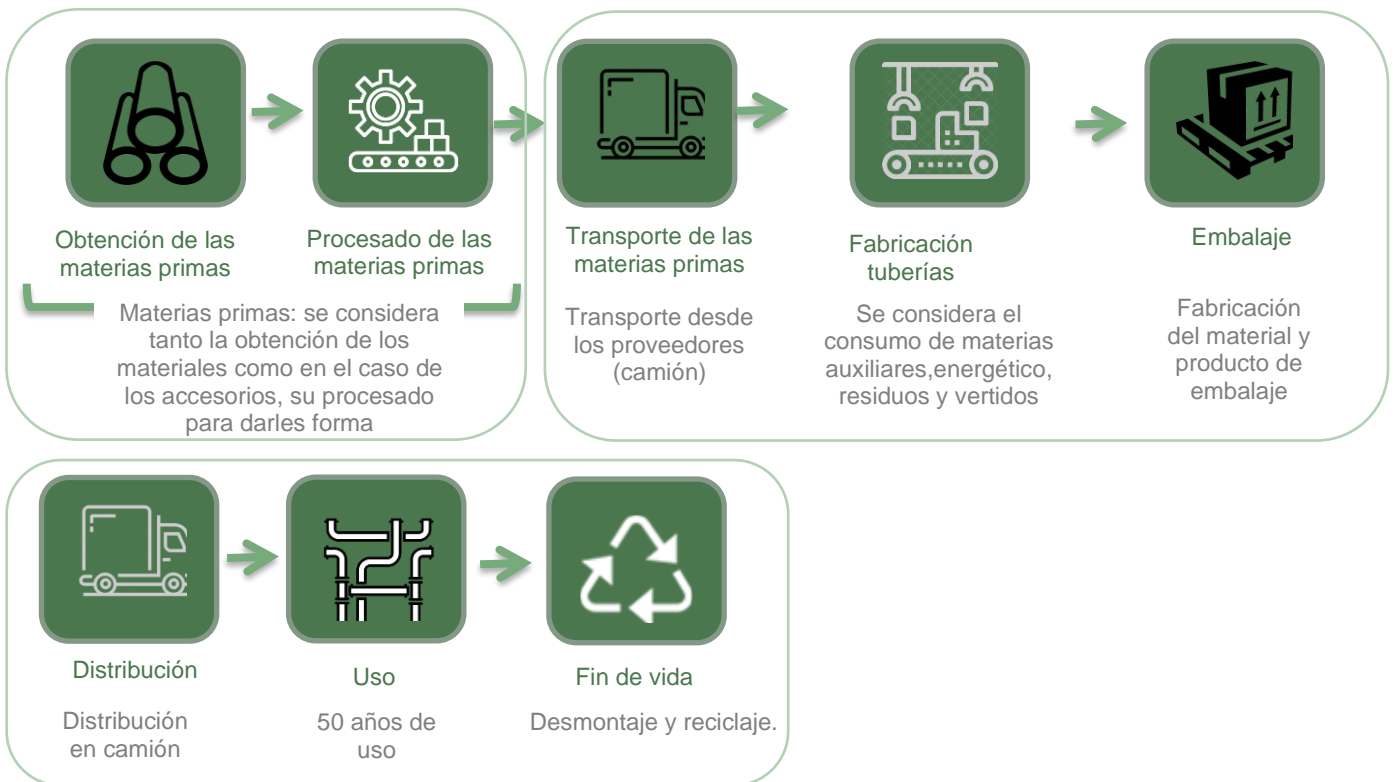 Obtención de las
materias primas
Procesado de las
materias primas
Materias primas: se considera
tanto la obtención de los
materiales como en el caso de
los accesorios, su procesado
para darles forma
Transporte de las
materias primas
Transporte desde
los proveedores
(camión)
Fabricación
tuberías
Se considera el
consumo de materias
auxiliares,energético,
residuos y vertidos
Embalaje
Fabricación
del material y
producto de
embalaje
Distribución
Distribución
en camión
Uso
50 años de
uso
Fin de vida
Desmontaje y reciclaje.